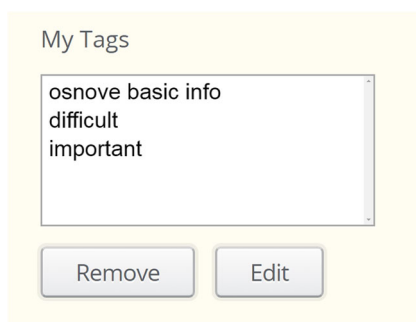 My Tags
osnove basic info
difficult
important
Remove
Edit